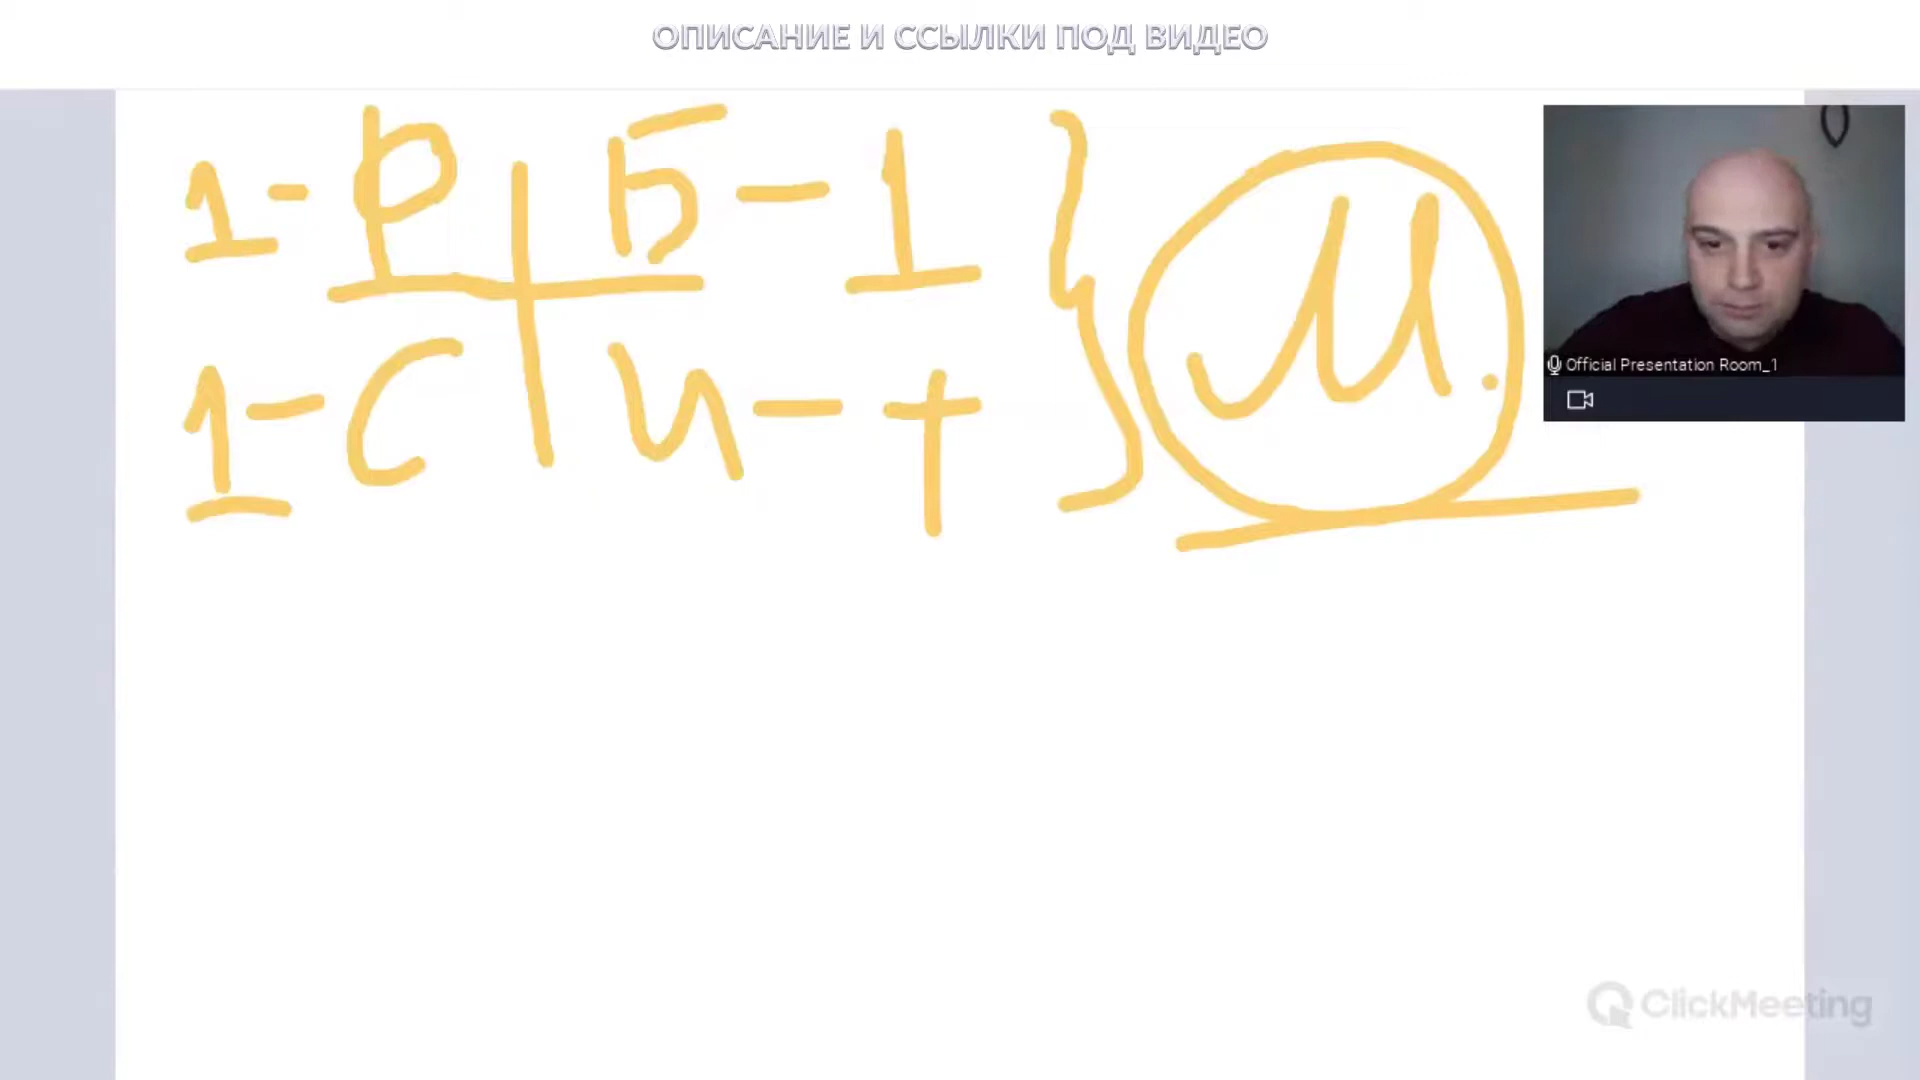 ОПИСАНИЕ И ССЫЛКИ ПОД ВИДЕО
1 - Р Б - 1
1 - С И - +
М.
Official Presentation Room_1
ClickMeeting